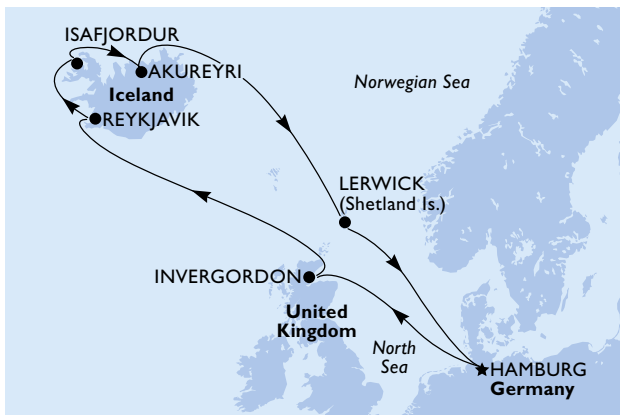 ISAFJORDUR
AKUREYRI
Iceland
REYKJAVIK
Norwegian Sea
LERWICK
(Shetland Is.)
INVERGORDON
United
Kingdom
North
Sea
HAMBURG
Germany